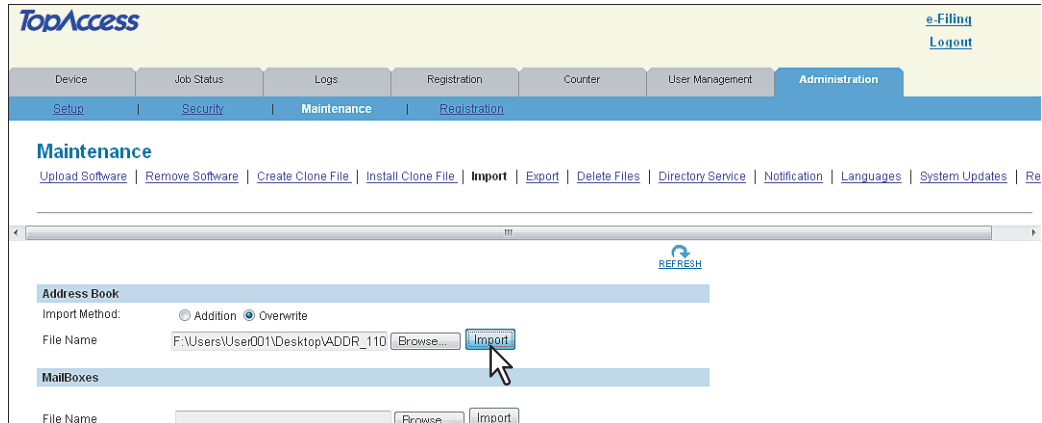 TopAccess
e-Filing
Logout
Device Job Status Logs Registration Counter User Management Administration
Setup | Security | Maintenance | Registration
Maintenance
Upload Software | Remove Software | Create Clone File | Install Clone File | Import | Export | Delete Files | Directory Service | Notification | Languages | System Updates | Re
REFRESH
Address Book
Import Method: Addition Overwrite
File Name F:\Users\User001\Desktop\ADDR_110 Browse... Import
MailBoxes
File Name Browse... Import